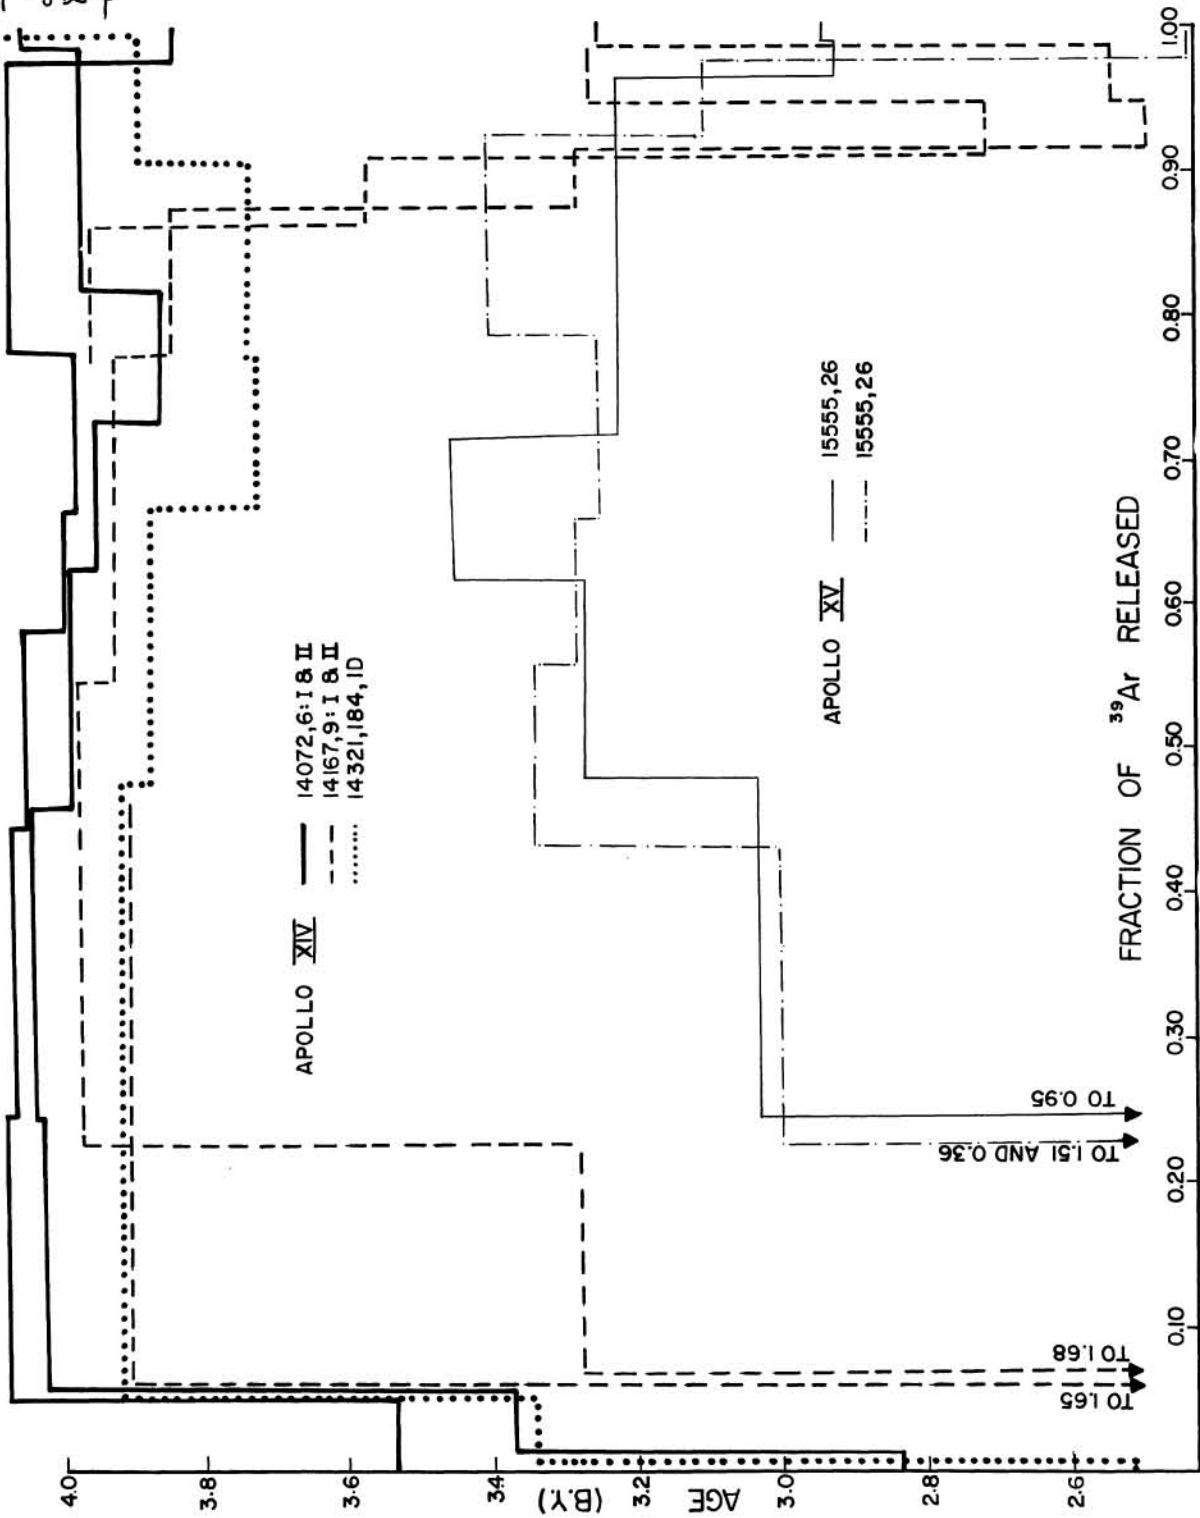 4.0
3.8
3.6
3.4
3.2
3.0
2.8
2.6
AGE (B.Y.)
APOLLO XIV
14072,6:I & II
14167,9:I & II
14321,184,1D
APOLLO XV
15555,26
15555,26
TO 1.65
TO 1.68
TO 1.51 AND 0.36
TO 0.95
0.10
0.20
0.30
0.40
0.50
0.60
0.70
0.80
0.90
1.00
FRACTION OF ³⁹Ar RELEASED